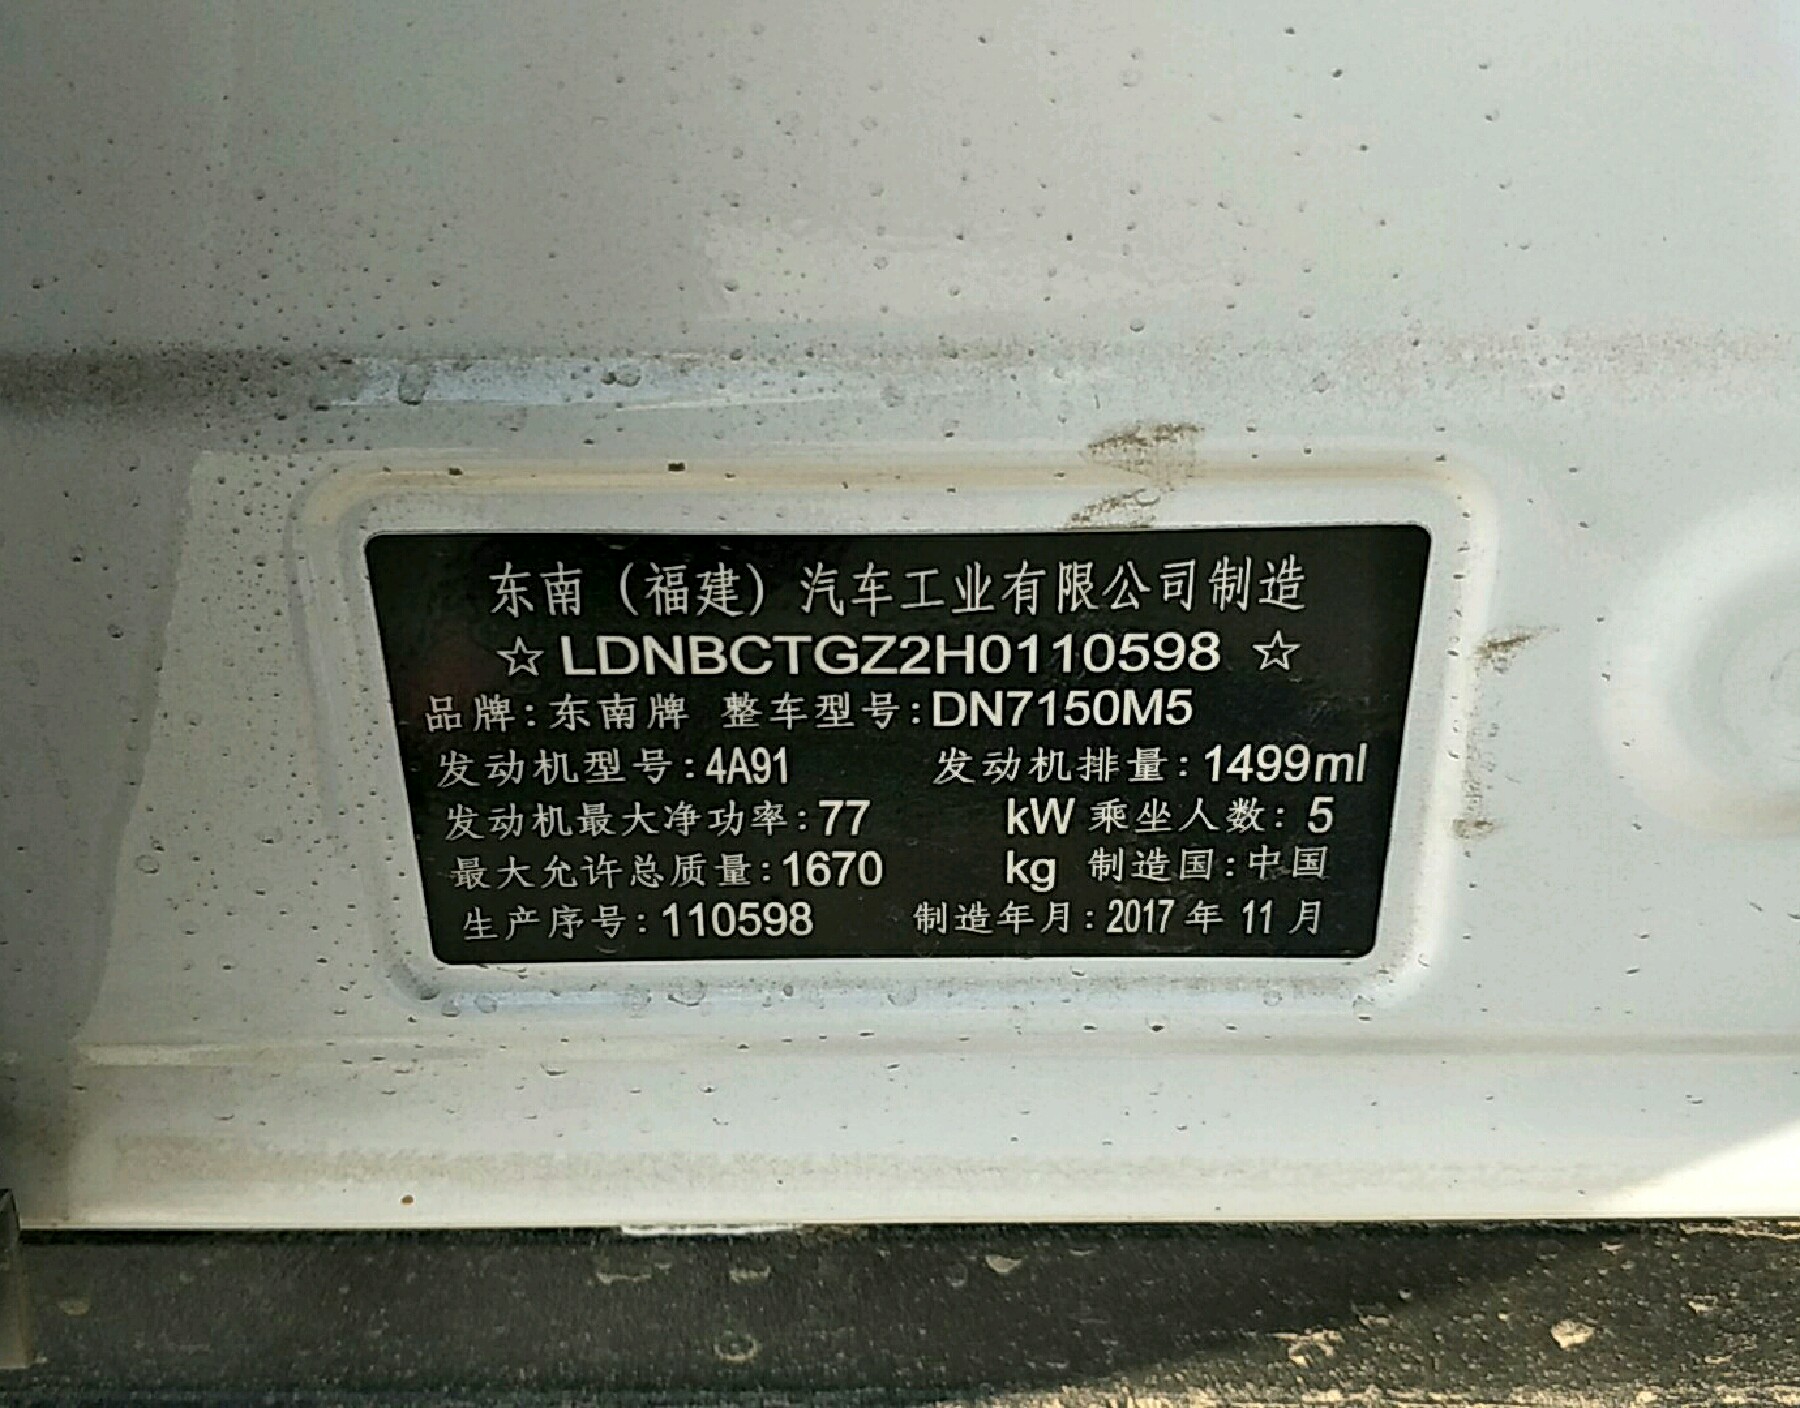 东南（福建）汽车工业有限公司制造
☆LDNBCTGZ2H0110598☆
品牌:东南牌 整车型号:DN7150M5
发动机型号:4A91 发动机排量:1499ml
发动机最大净功率:77 kW 乘坐人数:5
最大允许总质量:1670 kg 制造国:中国
生产序号:110598 制造年月:2017年 11月